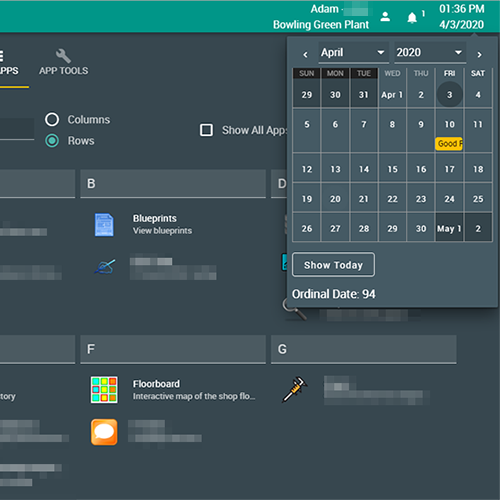 Adam
01:36 PM
Bowling Green Plant
1
4/3/2020
APPS
APP TOOLS
Columns
Rows
Show All Apps
April 2020
SUN MON TUE WED THU FRI SAT
29 30 31 Apr 1 2 3 4
5 6 7 8 9 10 11
Good F
12 13 14 15 16 17 18
19 20 21 22 23 24 25
26 27 28 29 30 May 1 2
Show Today
Ordinal Date: 94
B
D
Blueprints
View blueprints
F
G
Floorboard
Interactive map of the shop flo...
tory